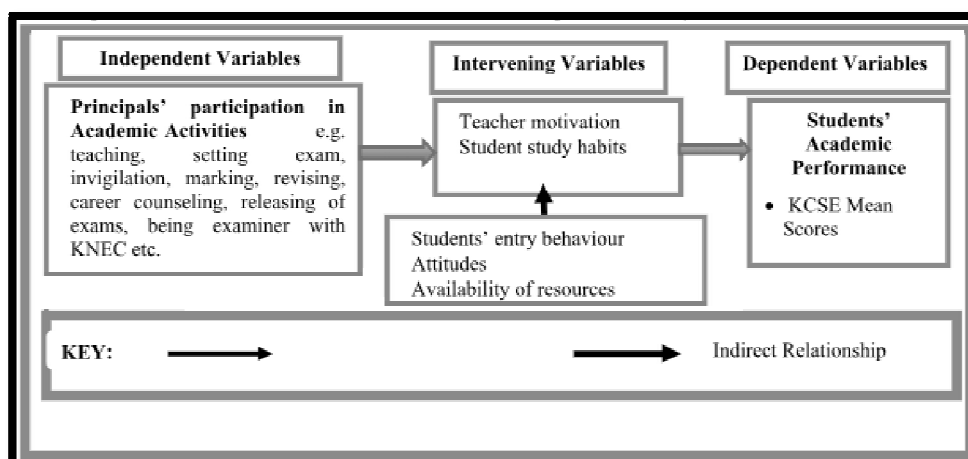 Independent Variables
Principals' participation in
Academic Activities e.g.
teaching, setting exam,
invigilation, marking, revising,
career counseling, releasing of
exams, being examiner with
KNEC etc.
Intervening Variables
Teacher motivation
Student study habits
Students' entry behaviour
Attitudes
Availability of resources
Dependent Variables
Students'
Academic
Performance
• KCSE Mean
Scores
KEY:
Indirect Relationship